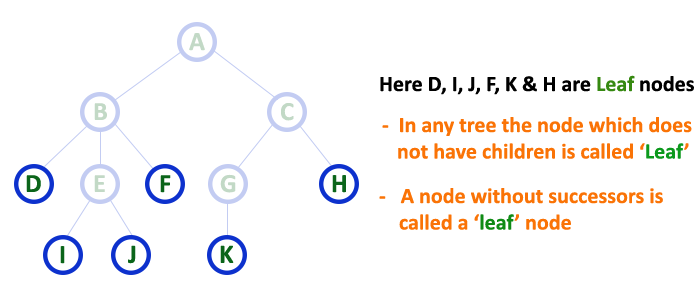 A
B
C
D
E
F
G
H
I
J
K
Here D, I, J, F, K & H are Leaf nodes
- In any tree the node which does
not have children is called ‘Leaf’
- A node without successors is
called a ‘leaf’ node